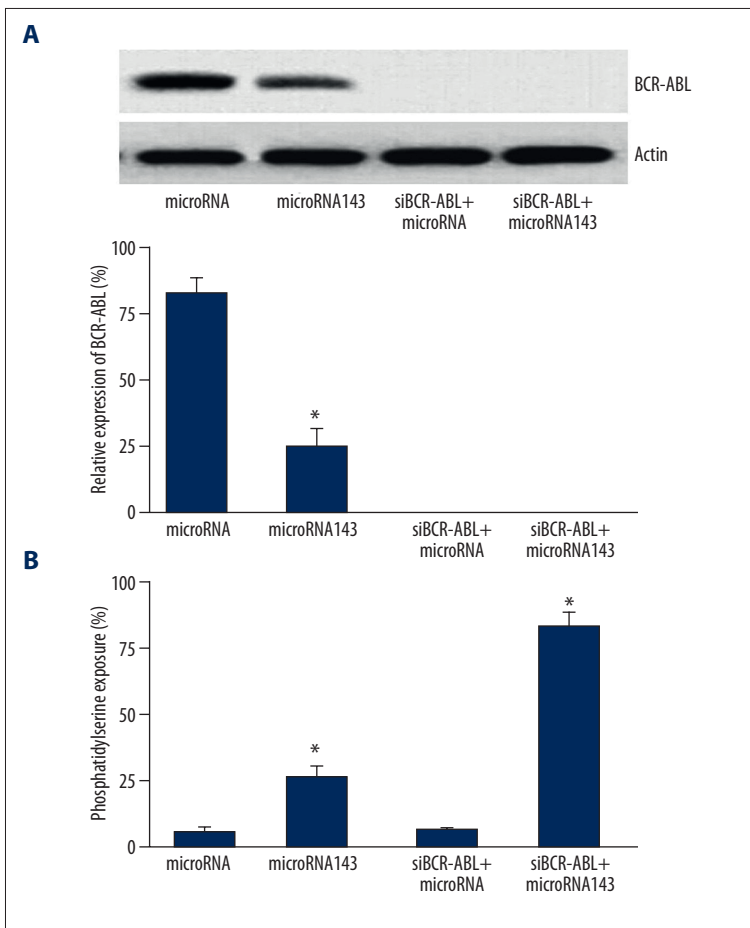 A
BCR-ABL
Actin
microRNA microRNA143 siBCR-ABL+ siBCR-ABL+
microRNA microRNA143
Relative expression of BCR-ABL (%)
100
75
50
25
0
*
microRNA microRNA143 siBCR-ABL+ siBCR-ABL+
microRNA microRNA143
B
Phosphatidylserine exposure (%)
100
75
50
25
0
*
*
microRNA microRNA143 siBCR-ABL+ siBCR-ABL+
microRNA microRNA143